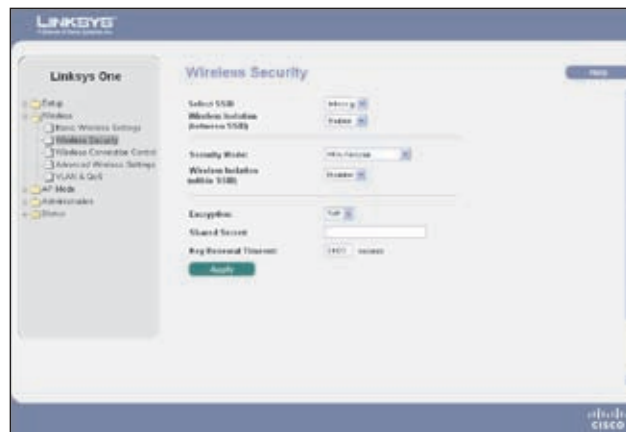 LINKSYS
Linksys One
Wireless Security
Help
Setup
Wireless
Basic Wireless Settings
Wireless Security
Wireless Connection Control
Advanced Wireless Settings
VLAN & QoS
AP Mode
Administration
Status
Select SSID:
Wireless Isolation
(between SSID):
Security Mode:
Wireless Isolation
(within SSID):
Encryption:
Shared Secret:
Key Renewal Timeout: seconds
Apply
CISCO